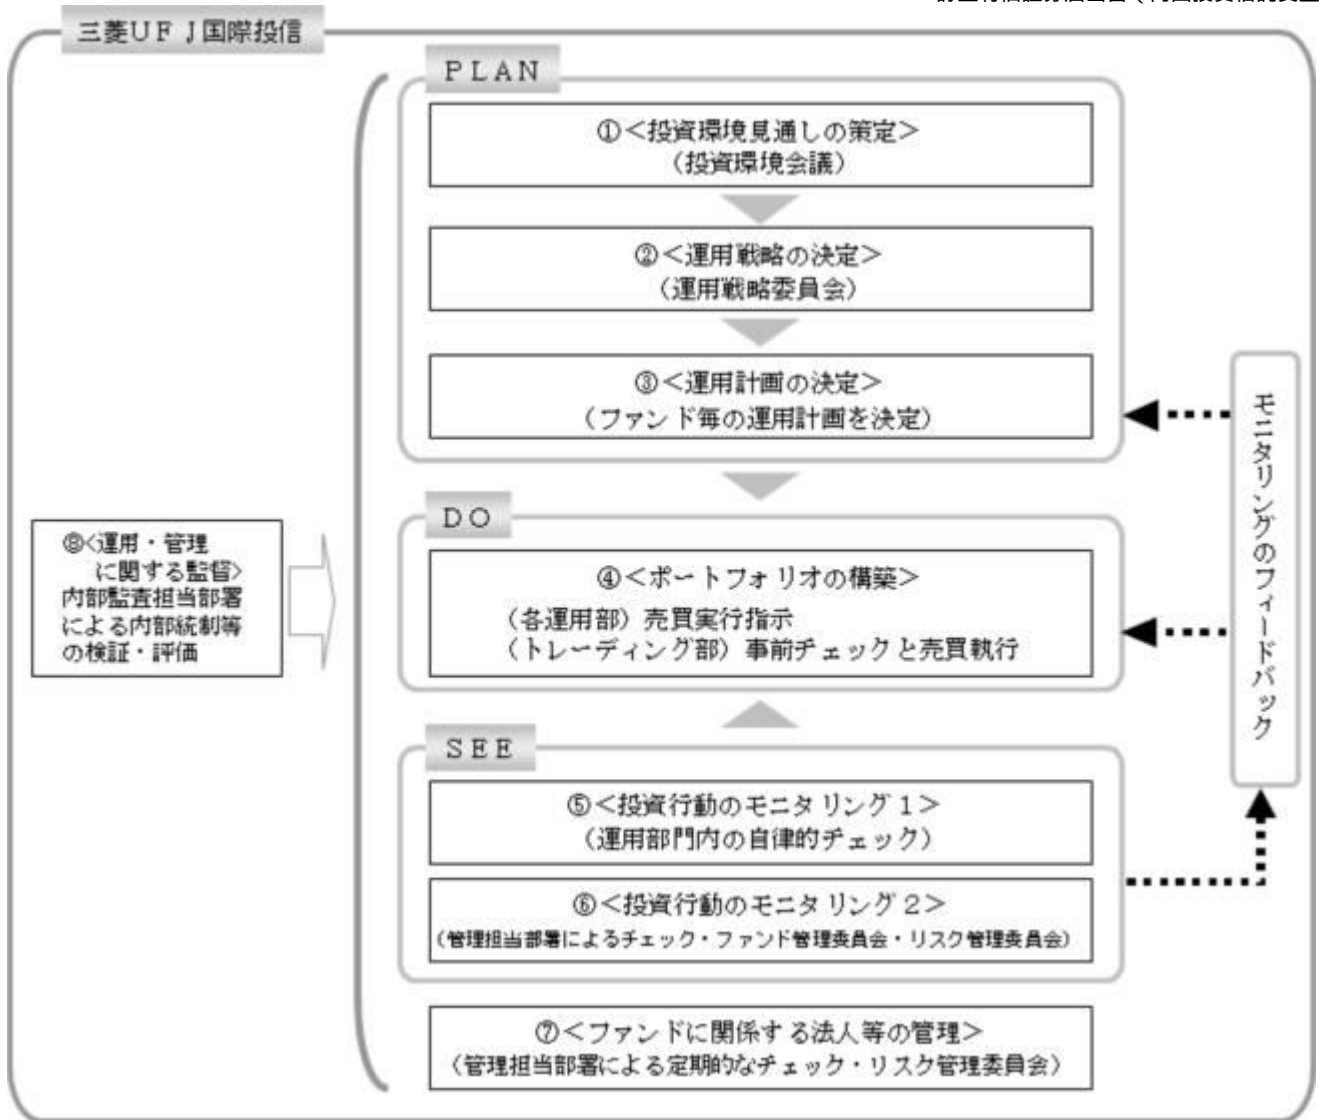 三菱UFJ国際投信
PLAN
①<投資環境見通しの策定>
(投資環境会議)
②<運用戦略の決定>
(運用戦略委員会)
③<運用計画の決定>
(ファンド毎の運用計画を決定)
DO
④<ポートフォリオの構築>
(各運用部)売買実行指示
(トレーディング部)事前チェックと売買執行
SEE
⑤<投資行動のモニタリング1>
(運用部門内の自律的チェック)
⑥<投資行動のモニタリング2>
(管理担当部署によるチェック・ファンド管理委員会・リスク管理委員会)
⑦<ファンドに関係する法人等の管理>
(管理担当部署による定期的なチェック・リスク管理委員会)
⑧<運用・管理
に関する監督>
内部監査担当部署
による内部統制等
の検証・評価
モニタリングのフィードバック